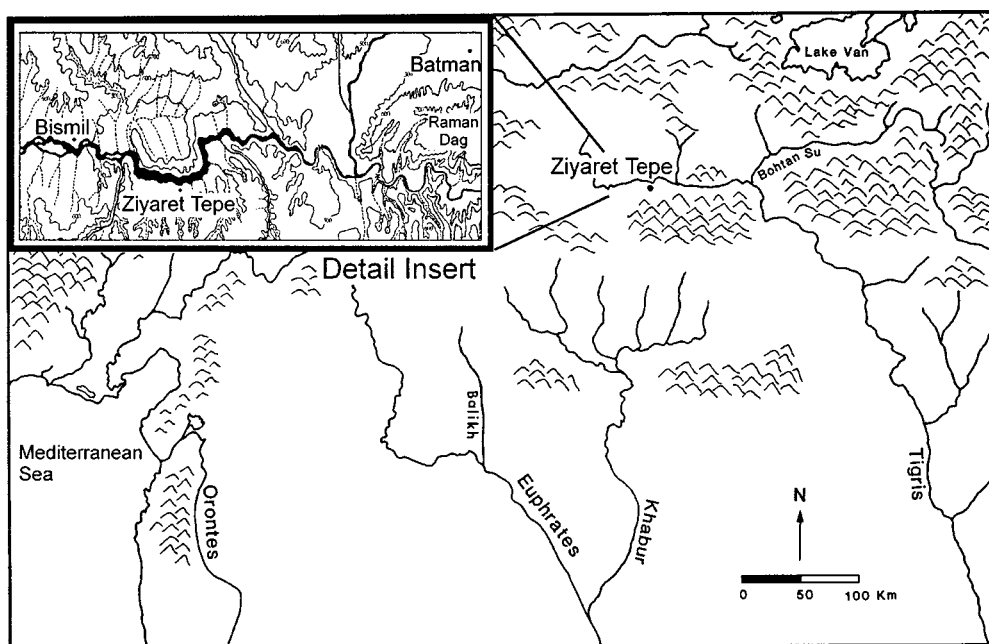 Batman
Bismil
Raman
Dag
Ziyaret Tepe
Lake Van
Bohtan Su
Ziyaret Tepe
Detail Insert
Mediterranean
Sea
Orontes
Balikh
Euphrates
Khabur
Tigris
N
0 50 100 Km